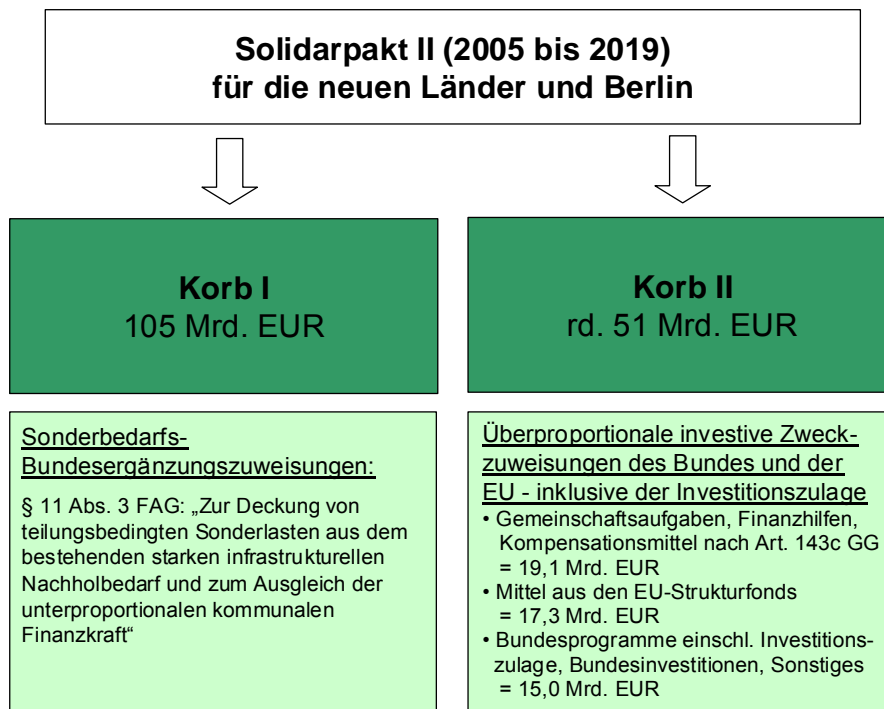 Solidarpakt II (2005 bis 2019)
für die neuen Länder und Berlin
Korb I
105 Mrd. EUR
Korb II
rd. 51 Mrd. EUR
Sonderbedarfs-
Bundesergänzungszuweisungen:
§ 11 Abs. 3 FAG: „Zur Deckung von
teilungsbedingten Sonderlasten aus dem
bestehenden starken infrastrukturellen
Nachholbedarf und zum Ausgleich der
unterproportionalen kommunalen
Finanzkraft“
Überproportionale investive Zweck-
zuweisungen des Bundes und der
EU - inklusive der Investitionszulage
• Gemeinschaftsaufgaben, Finanzhilfen,
Kompensationsmittel nach Art. 143c GG
= 19,1 Mrd. EUR
• Mittel aus den EU-Strukturfonds
= 17,3 Mrd. EUR
• Bundesprogramme einschl. Investitions-
zulage, Bundesinvestitionen, Sonstiges
= 15,0 Mrd. EUR